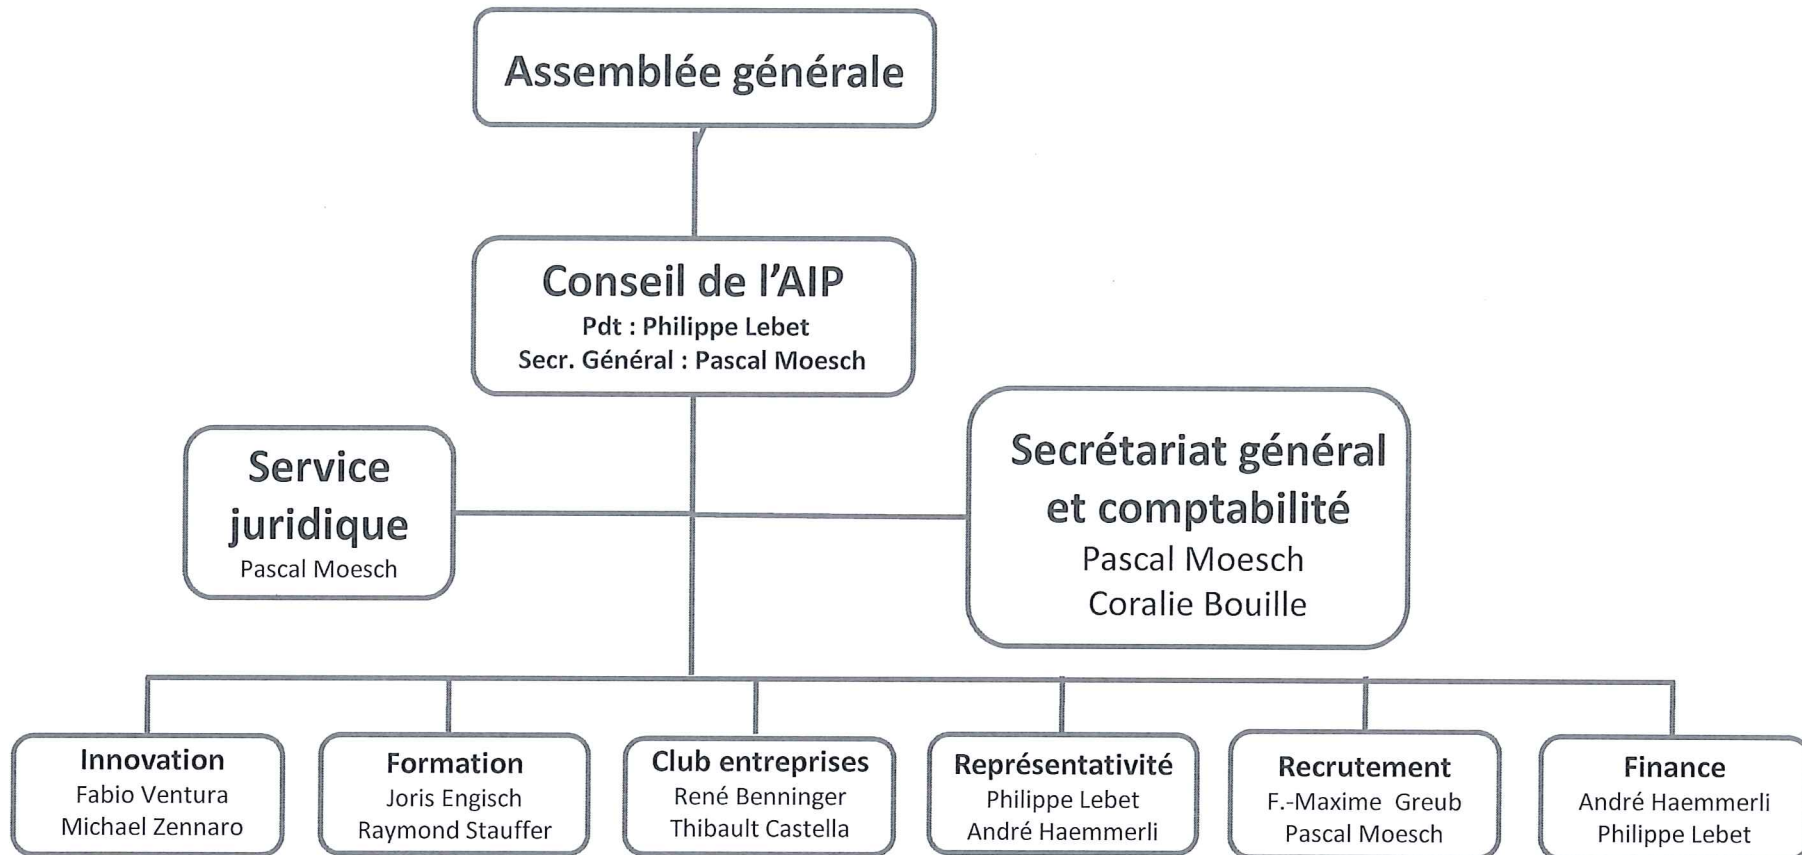 Assemblée générale
Conseil de l'AIP
Pdt : Philippe Lebet
Secr. Général : Pascal Moesch
Service
juridique
Pascal Moesch
Secrétariat général
et comptabilité
Pascal Moesch
Coralie Bouille
Innovation
Fabio Ventura
Michael Zennaro
Formation
Joris Engisch
Raymond Stauffer
Club entreprises
René Benninger
Thibault Castella
Représentativité
Philippe Lebet
André Haemmerli
Recrutement
F.-Maxime Greub
Pascal Moesch
Finance
André Haemmerli
Philippe Lebet